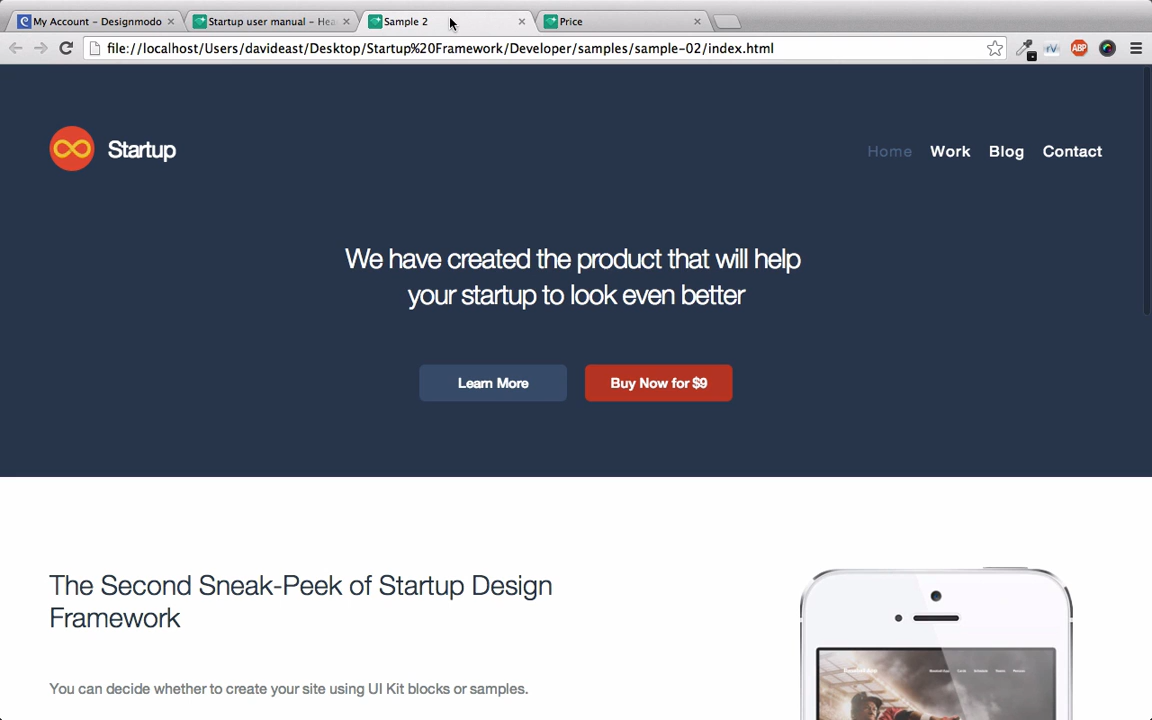 My Account – Designmodo
Startup user manual – Hea
Sample 2
Price
file://localhost/Users/davideast/Desktop/Startup%20Framework/Developer/samples/sample-02/index.html
ABP
Startup
Home
Work
Blog
Contact
We have created the product that will help
your startup to look even better
Learn More
Buy Now for $9
The Second Sneak-Peek of Startup Design
Framework
You can decide whether to create your site using UI Kit blocks or samples.